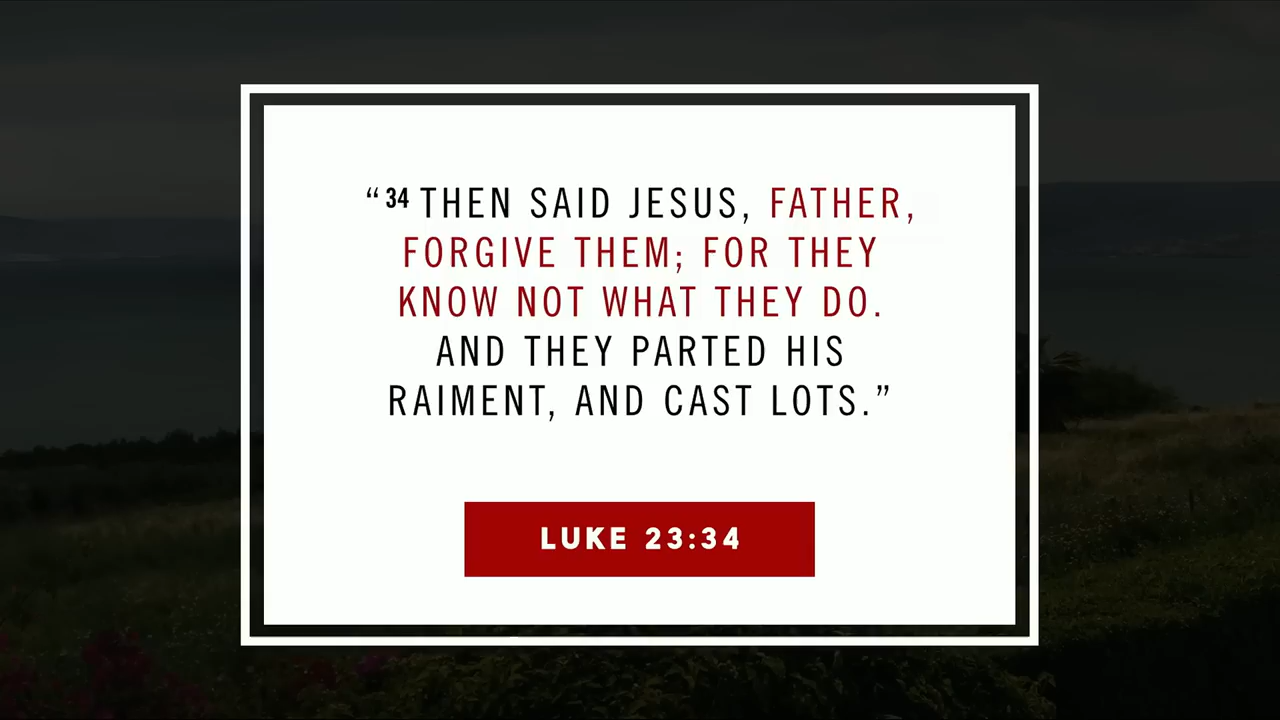 “34 THEN SAID JESUS, FATHER,
FORGIVE THEM; FOR THEY
KNOW NOT WHAT THEY DO.
AND THEY PARTED HIS
RAIMENT, AND CAST LOTS.”
LUKE 23:34